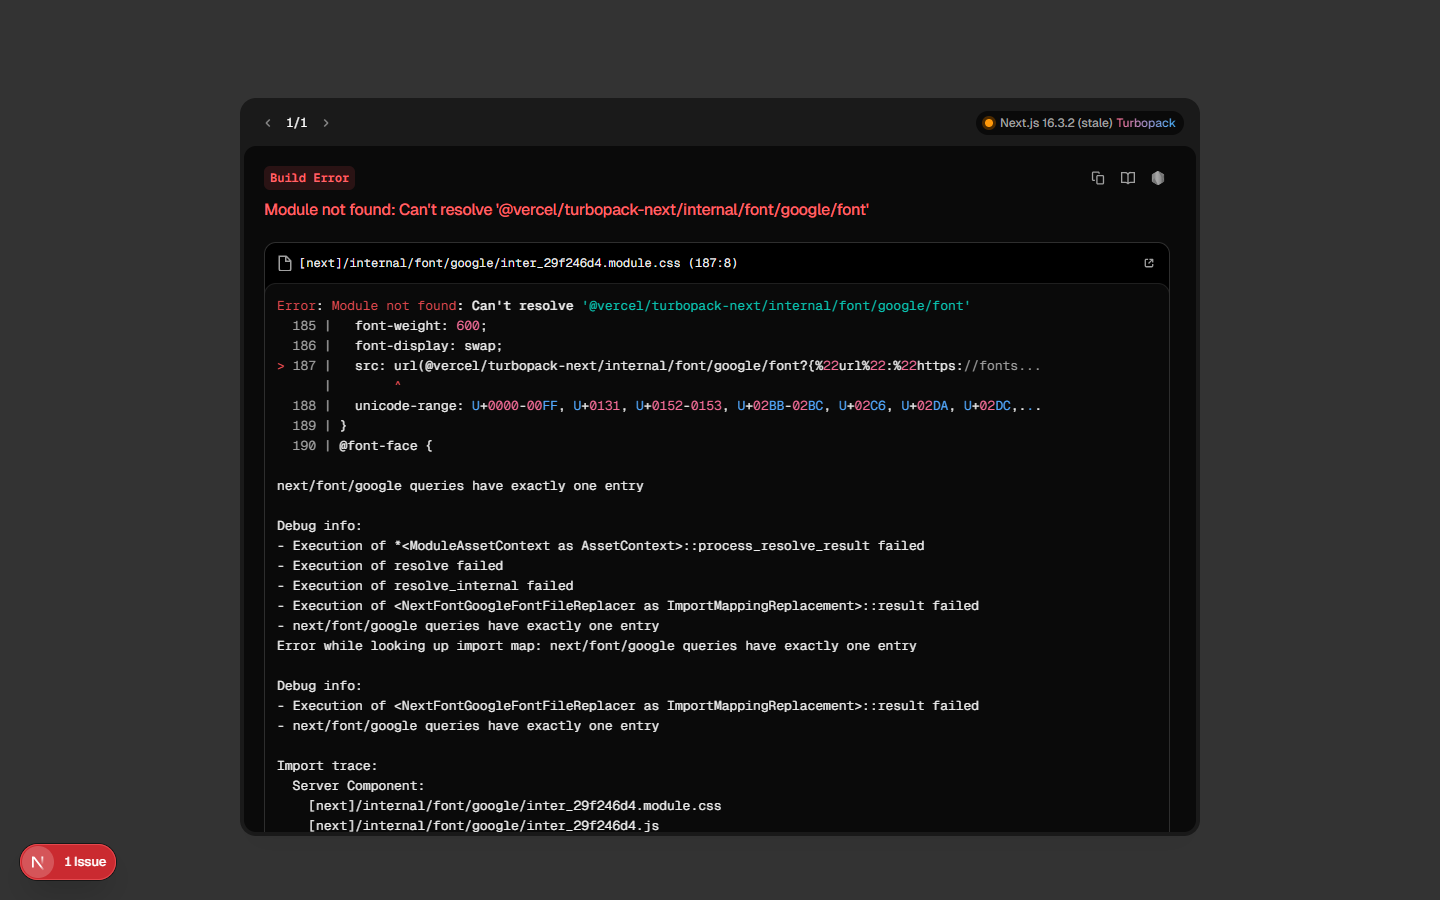 1/1
Next.js 16.3.2 (stale) Turbopack
Build Error
Module not found: Can't resolve '@vercel/turbopack-next/internal/font/google/font'
[next]/internal/font/google/inter_29f246d4.module.css (187:8)
Error: Module not found: Can't resolve '@vercel/turbopack-next/internal/font/google/font'
185 |   font-weight: 600;
186 |   font-display: swap;
> 187 |   src: url(@vercel/turbopack-next/internal/font/google/font?{%22url%22:%22https://fonts...
|        ^
188 |   unicode-range: U+0000-00FF, U+0131, U+0152-0153, U+02BB-02BC, U+02C6, U+02DA, U+02DC,...
189 | }
190 | @font-face {
next/font/google queries have exactly one entry
Debug info:
- Execution of *<ModuleAssetContext as AssetContext>::process_resolve_result failed
- Execution of resolve failed
- Execution of resolve_internal failed
- Execution of <NextFontGoogleFontFileReplacer as ImportMappingReplacement>::result failed
- next/font/google queries have exactly one entry
Error while looking up import map: next/font/google queries have exactly one entry
Debug info:
- Execution of <NextFontGoogleFontFileReplacer as ImportMappingReplacement>::result failed
- next/font/google queries have exactly one entry
Import trace:
Server Component:
[next]/internal/font/google/inter_29f246d4.module.css
[next]/internal/font/google/inter_29f246d4.js
N 1 Issue